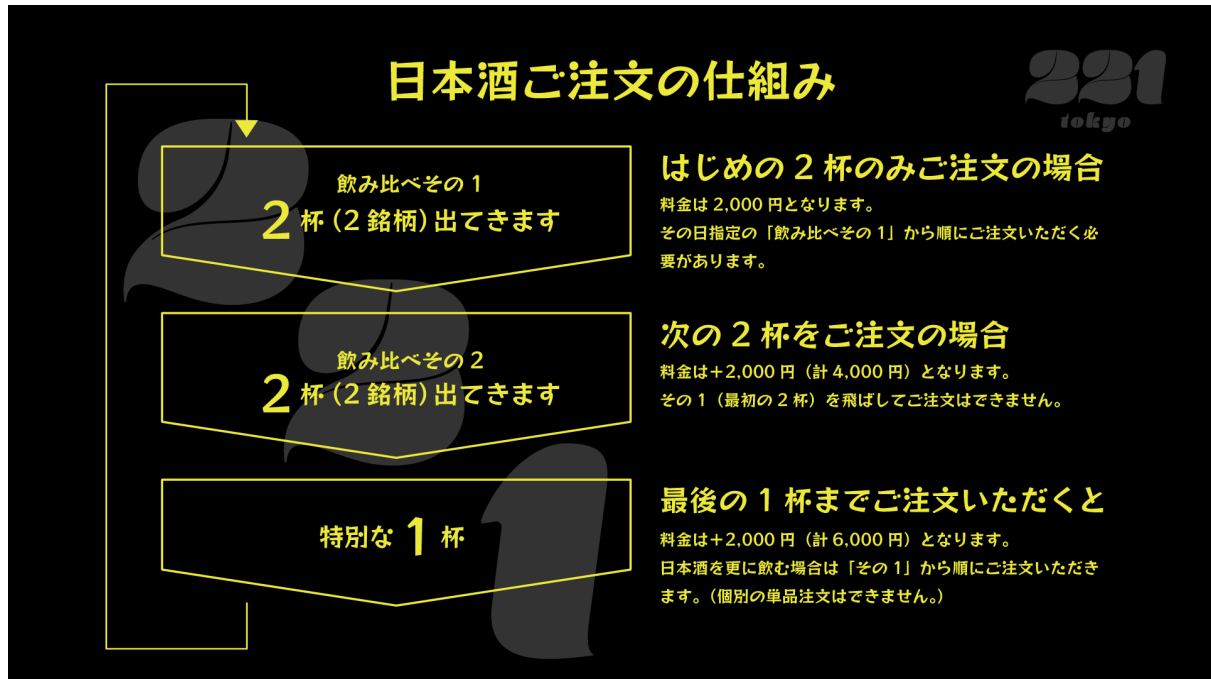 日本酒ご注文の仕組み
221
tokyo
飲み比べその1
2杯(2銘柄)出てきます
はじめの2杯のみご注文の場合
料金は2,000円となります。
その日指定の「飲み比べその1」から順にご注文いただく必
要があります。
飲み比べその2
2杯(2銘柄)出てきます
次の2杯をご注文の場合
料金は+2,000円(計4,000円)となります。
その1(最初の2杯)を飛ばしてご注文はできません。
特別な1杯
最後の1杯までご注文いただくと
料金は+2,000円(計6,000円)となります。
日本酒を更に飲む場合は「その1」から順にご注文いただき
ます。(個別の単品注文はできません。)
2
2
1